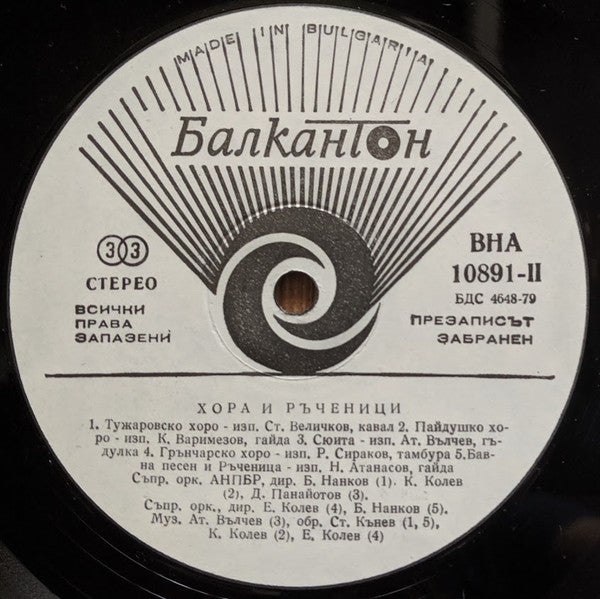 MADE IN BULGARIA
Балкантон
33
СТЕРЕО
ВСИЧКИ
ПРАВА
ЗАПАЗЕНИ
ВНА
10891-II
БДС 4648-79
ПРЕЗАПИСЪТ
ЗАБРАНЕН
ХОРА И РЪЧЕНИЦИ
1. Тужаровско хоро - изп. Ст. Величков, кавал 2. Пайдушко хо-
ро - изп. К. Варимезов, гайда 3. Сюита - изп. Ат. Вълчев, гъ-
дулка 4. Грънчарско хоро - изп. Р. Сираков, тамбура 5.Бав-
на песен и Ръченица - изп. Н. Атанасов, гайда
Съпр. орк. АНПБР, дир. Б. Нанков (1). К. Колев
(2), Д. Панайотов (3).
Съпр. орк., дир. Е. Колев (4), Б. Нанков (5).
Муз. Ат. Вълчев (3), обр. Ст. Кънев (1, 5),
К. Колев (2), Е. Колев (4)